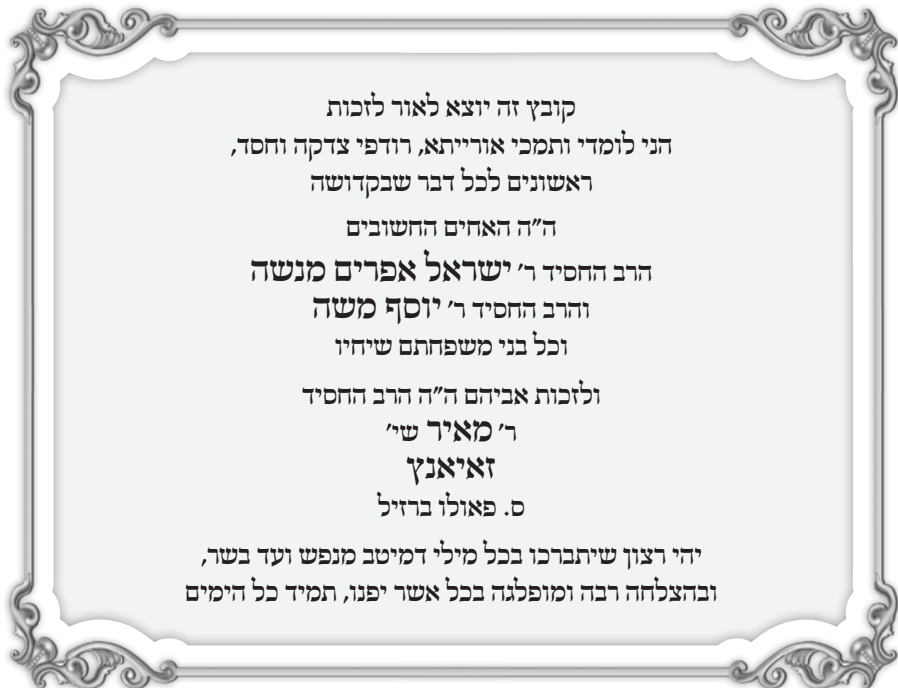 קובץ זה יוצא לאור לזכות
הני לומדי ותמכי אורייתא, רודפי צדקה וחסד,
ראשונים לכל דבר שבקדושה
ה״ה האחים החשובים
הרב החסיד ר׳ ישראל אפרים מנשה
והרב החסיד ר׳ יוסף משה
וכל בני משפחתם שיחיו
ולזכות אביהם ה״ה הרב החסיד
ר׳ מאיר שי׳
זאיאנץ
ס. פאולו ברזיל
יהי רצון שיתברכו בכל מילי דמיטב מנפש ועד בשר,
ובהצלחה רבה ומופלגה בכל אשר יפנו, תמיד כל הימים